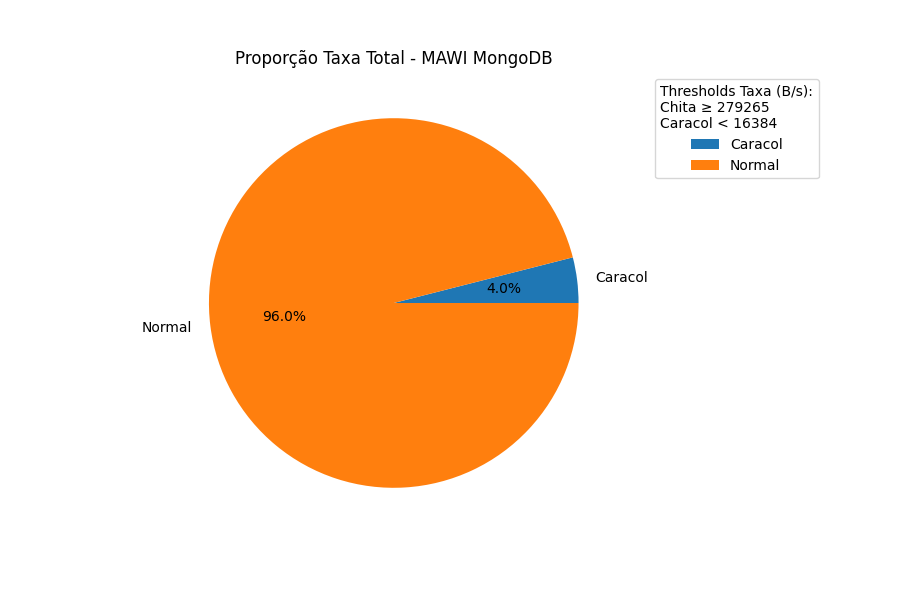 Proporção Taxa Total - MAWI MongoDB
Thresholds Taxa (B/s):
Chita ≥ 279265
Caracol < 16384
Caracol
Normal
Caracol
4.0%
96.0%
Normal